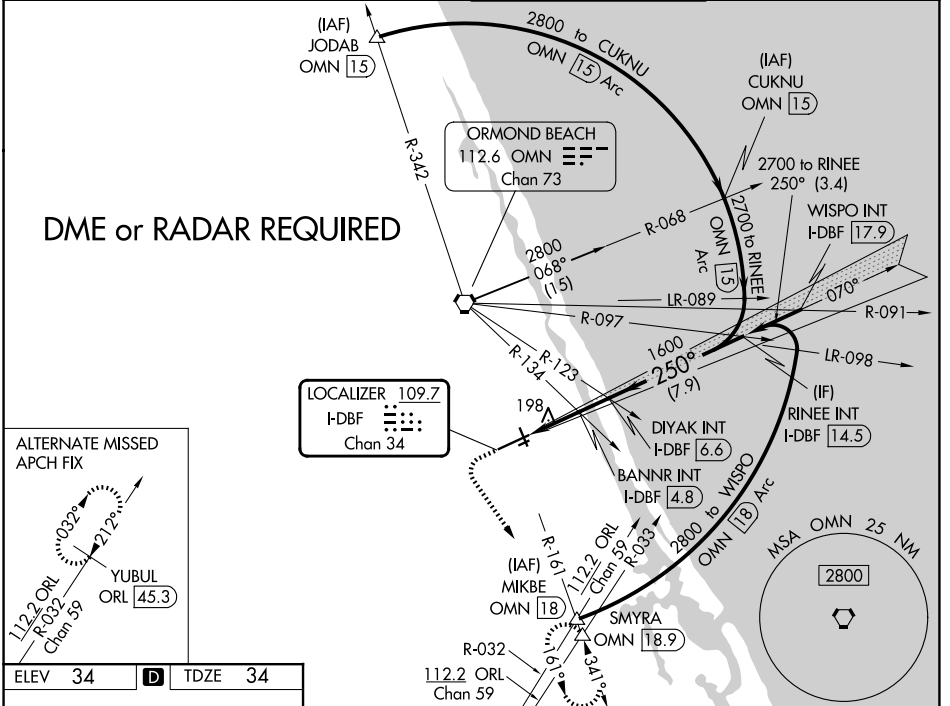 (IAF)
JODAB
OMN 15
2800 to CUKNU
OMN 15 Arc
(IAF)
CUKNU
OMN 15
R-342
ORMOND BEACH
112.6 OMN
Chan 73
2700 to RINEE
250° (3.4)
WISPO INT
I-DBF 17.9
DME or RADAR REQUIRED
R-068
2800
068°
(15)
2700 to RINEE
OMN 15
Arc
LR-089
070°
R-091
R-097
LR-098
R-123
R-134
1600
250°
(7.9)
(IF)
RINEE INT
I-DBF 14.5
LOCALIZER 109.7
I-DBF
Chan 34
198
DIYAK INT
I-DBF 6.6
BANNR INT
I-DBF 4.8
2800 to WISPO
OMN 18 Arc
ALTERNATE MISSED
APCH FIX
032°
212°
YUBUL
ORL 45.3
112.2 ORL
R-032
Chan 59
R-161
(IAF)
MIKBE
OMN 18
112.2 ORL
Chan 59
R-033
SMYRA
OMN 18.9
161°
341°
R-032
112.2 ORL
Chan 59
MSA OMN 25 NM
2800
ELEV 34
D
TDZE 34